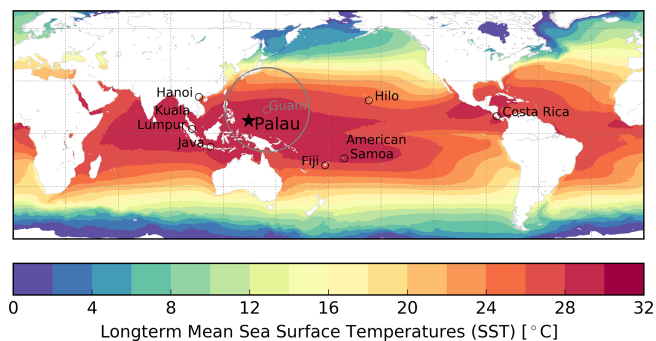 Hanoi
Kuala
Lumpur
Java
Guam
Palau
Hilo
American
Samoa
Fiji
Costa Rica
0 4 8 12 16 20 24 28 32
Longterm Mean Sea Surface Temperatures (SST) [°C]